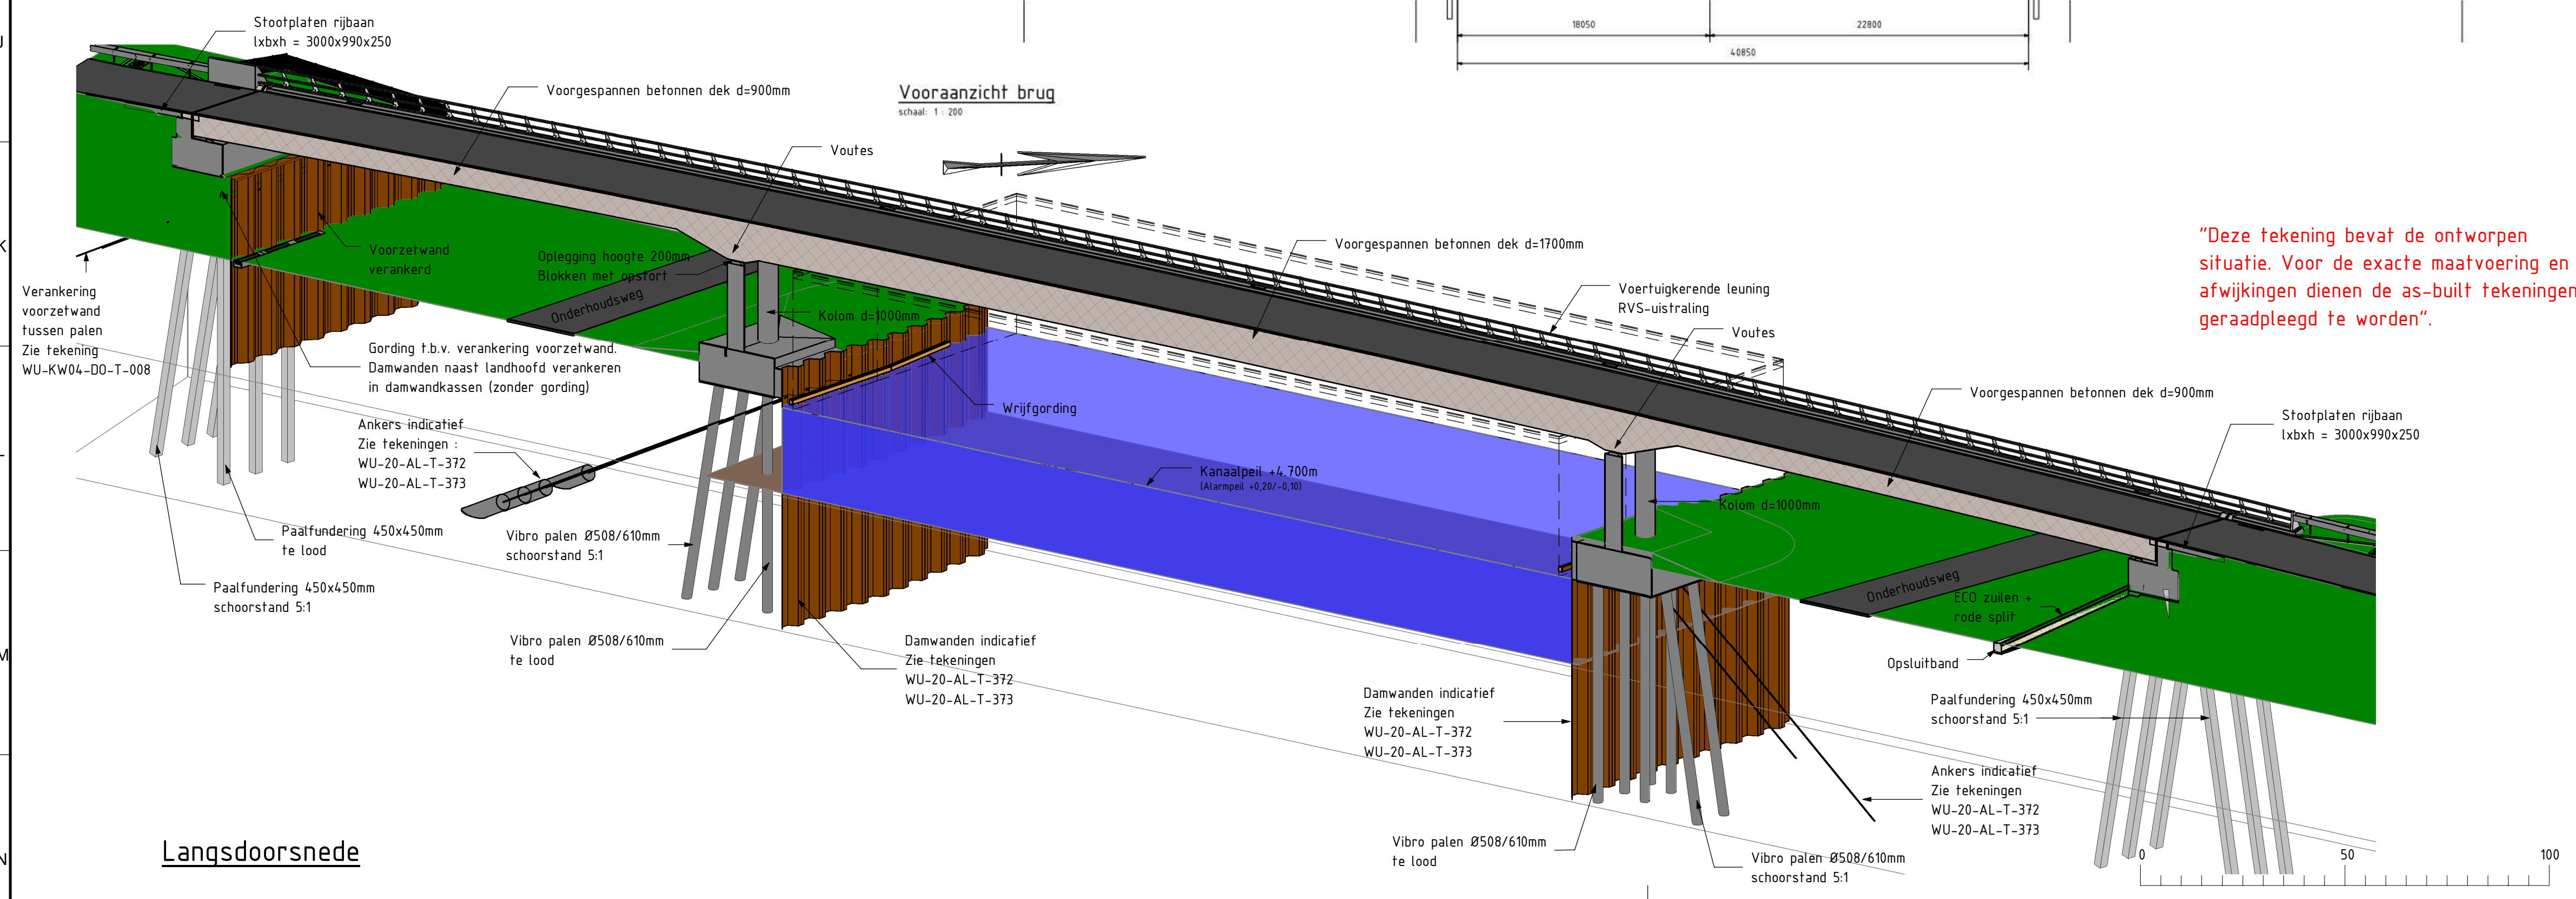 Stootplaten rijbaan
lxbxh = 3000x990x250
18050
22800
40850
Voorgespannen betonnen dek d=900mm
Vooraanzicht brug
schaal: 1 : 200
Voutes
J
K
L
M
N
Voorzetwand
verankerd
Oplegging hoogte 200mm
Blokken met opstort
Onderhoudsweg
Kolom d=1000mm
Voorgespannen betonnen dek d=1700mm
Voertuigkerende leuning
RVS-uistraling
Voutes
"Deze tekening bevat de ontworpen
situatie. Voor de exacte maatvoering en
afwijkingen dienen de as-built tekeningen
geraadpleegd te worden".
Verankering
voorzetwand
tussen palen
Zie tekening
WU-KW04-DO-T-008
Gording t.b.v. verankering voorzetwand.
Damwanden naast landhoofd verankeren
in damwandkassen (zonder gording)
Wrijfgording
Voorgespannen betonnen dek d=900mm
Stootplaten rijbaan
lxbxh = 3000x990x250
Ankers indicatief
Zie tekeningen :
WU-20-AL-T-372
WU-20-AL-T-373
Kanaalpeil +4.700m
(Alarmpeil +0,20/-0,10)
Kolom d=1000mm
Paalfundering 450x450mm
te lood
Vibro palen Ø508/610mm
schoorstand 5:1
Paalfundering 450x450mm
schoorstand 5:1
Onderhoudsweg
ECO zuilen +
rode split
Opsluitband
Vibro palen Ø508/610mm
te lood
Damwanden indicatief
Zie tekeningen
WU-20-AL-T-372
WU-20-AL-T-373
Damwanden indicatief
Zie tekeningen
WU-20-AL-T-372
WU-20-AL-T-373
Paalfundering 450x450mm
schoorstand 5:1
Ankers indicatief
Zie tekeningen
WU-20-AL-T-372
WU-20-AL-T-373
Vibro palen Ø508/610mm
te lood
Vibro palen Ø508/610mm
schoorstand 5:1
Langsdoorsnede
0
50
100